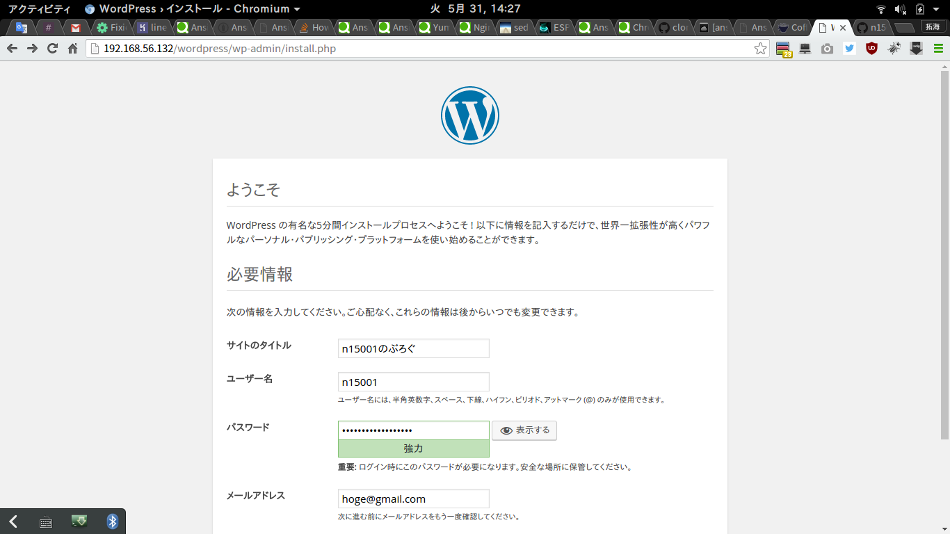 アクティビティ WordPress › インストール - Chromium 火 5月 31, 14:27
# Fixi line Ans Ans Ans How Ans Ans Yun Ngi sed ESF Ans Chr clo [ans Ans Coll n15 拓海
192.168.56.132/wordpress/wp-admin/install.php
ようこそ
WordPress の有名な5分間インストールプロセスへようこそ！以下に情報を記入するだけで、世界一拡張性が高くパワフ
ルなパーソナル・パブリッシング・プラットフォームを使い始めることができます。
必要情報
次の情報を入力してください。ご心配なく、これらの情報は後からいつでも変更できます。
サイトのタイトル n15001のぶろぐ
ユーザー名 n15001
ユーザー名には、半角英数字、スペース、下線、ハイフン、ピリオド、アットマーク (@) のみが使用できます。
パスワード •••••••••••••••••• 表示する
強力
重要: ログイン時にこのパスワードが必要になります。安全な場所に保管してください。
メールアドレス hoge@gmail.com
次に進む前にメールアドレスをもう一度確認してください。